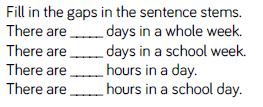 Fill in the gaps in the sentence stems.
There are _____ days in a whole week.
There are _____ days in a school week.
There are _____ hours in a day.
There are _____ hours in a school day.